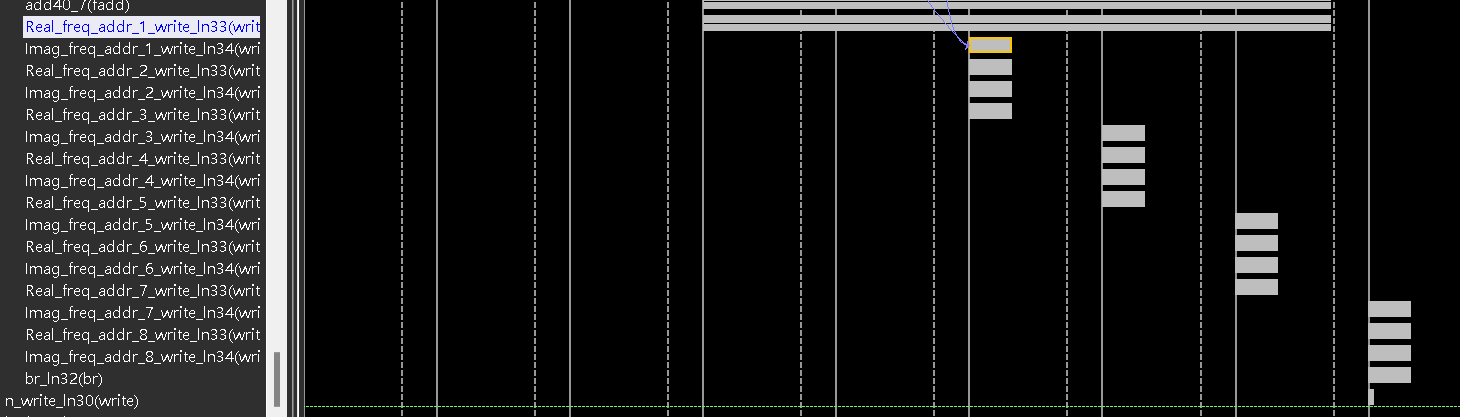 add40_7(fadd)
Real_freq_addr_1_write_ln33(writ
Imag_freq_addr_1_write_ln34(wri
Real_freq_addr_2_write_ln33(writ
Imag_freq_addr_2_write_ln34(wri
Real_freq_addr_3_write_ln33(writ
Imag_freq_addr_3_write_ln34(wri
Real_freq_addr_4_write_ln33(writ
Imag_freq_addr_4_write_ln34(wri
Real_freq_addr_5_write_ln33(writ
Imag_freq_addr_5_write_ln34(wri
Real_freq_addr_6_write_ln33(writ
Imag_freq_addr_6_write_ln34(wri
Real_freq_addr_7_write_ln33(writ
Imag_freq_addr_7_write_ln34(wri
Real_freq_addr_8_write_ln33(writ
Imag_freq_addr_8_write_ln34(wri
br_ln32(br)
n_write_ln30(write)